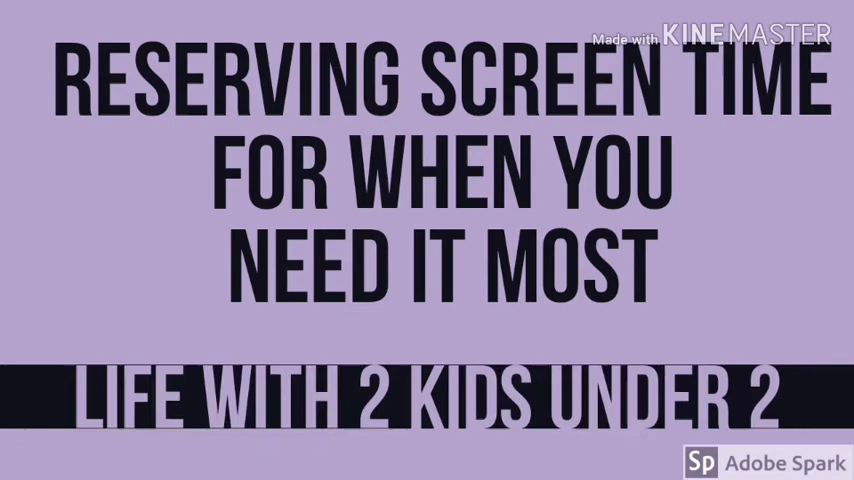 Made with KINEMASTER
RESERVING SCREEN TIME
FOR WHEN YOU
NEED IT MOST
LIFE WITH 2 KIDS UNDER 2
Sp Adobe Spark